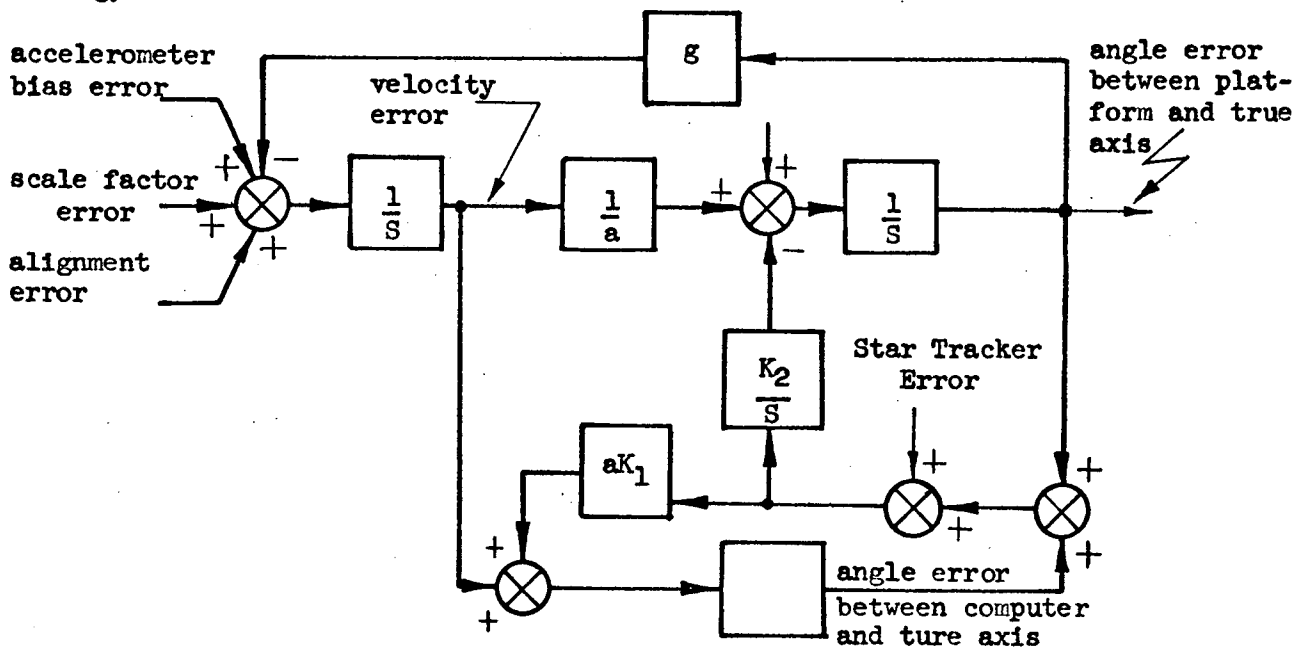 accelerometer
bias error
scale factor
error
alignment
error
velocity
error
g
angle error
between plat-
form and true
axis
+
-
+
+
1
S
1
a
+
+
-
1
S
K2
S
Star Tracker
Error
aK1
+
+
+
+
+
+
angle error
between computer
and ture axis